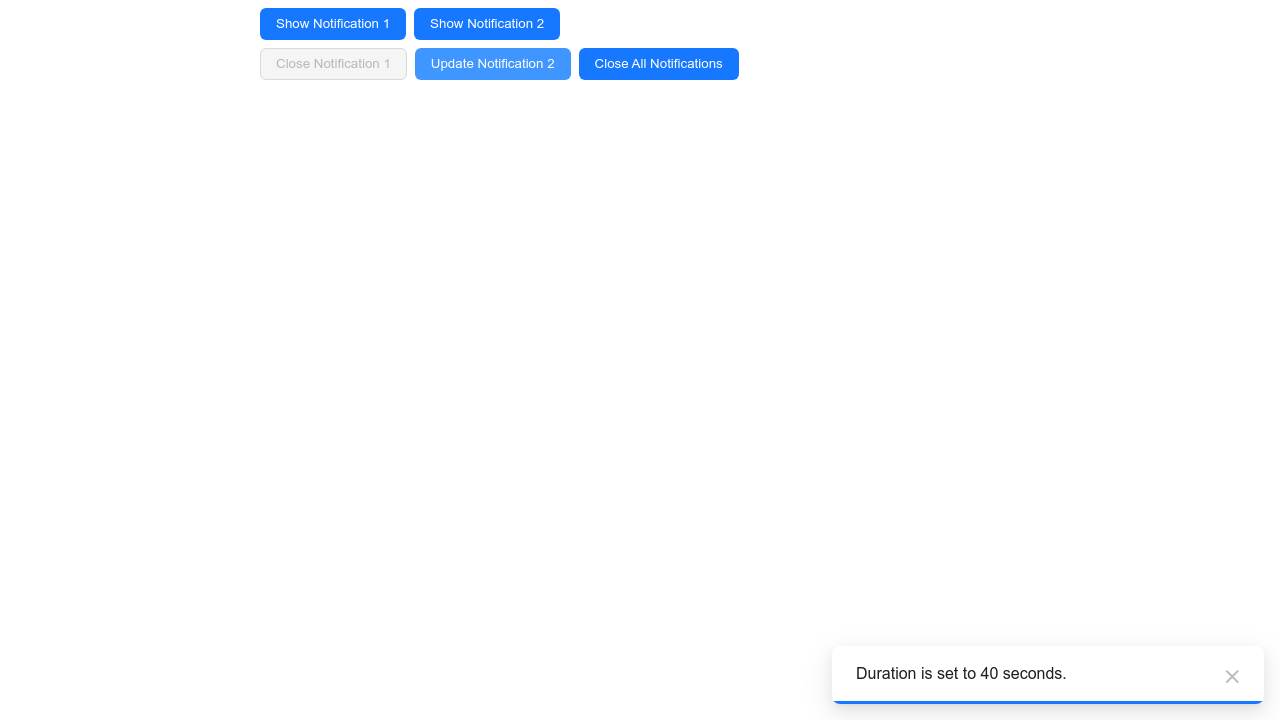 Show Notification 1
Show Notification 2
Close Notification 1
Update Notification 2
Close All Notifications
Duration is set to 40 seconds.